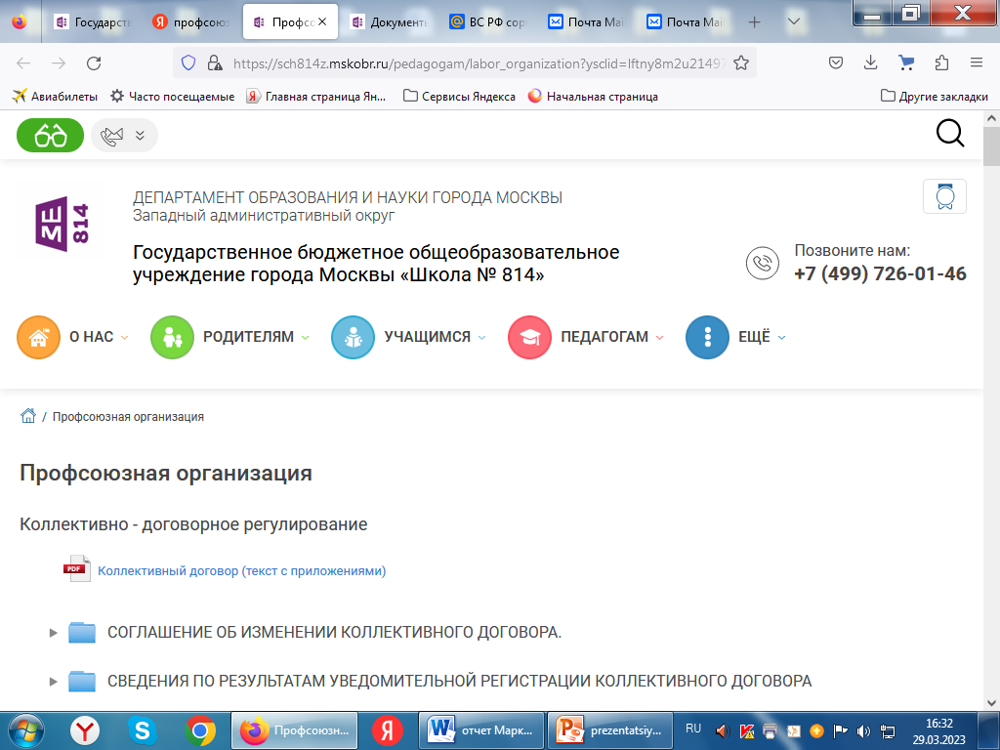 Государств
профсоюз
Профсо
Документы
ВС РФ сор
Почта Mai
Почта Mai
https://sch814z.mskobr.ru/pedagogam/labor_organization?ysclid=lftny8m2u21497
Авиабилеты
Часто посещаемые
Главная страница Ян...
Сервисы Яндекса
Начальная страница
Другие закладки
ДЕПАРТАМЕНТ ОБРАЗОВАНИЯ И НАУКИ ГОРОДА МОСКВЫ
Западный административный округ
МЕ
814
Государственное бюджетное общеобразовательное
учреждение города Москвы «Школа № 814»
Позвоните нам:
+7 (499) 726-01-46
О НАС
РОДИТЕЛЯМ
УЧАЩИМСЯ
ПЕДАГОГАМ
ЕЩЁ
/ Профсоюзная организация
Профсоюзная организация
Коллективно - договорное регулирование
PDF
Коллективный договор (текст с приложениями)
СОГЛАШЕНИЕ ОБ ИЗМЕНЕНИИ КОЛЛЕКТИВНОГО ДОГОВОРА.
СВЕДЕНИЯ ПО РЕЗУЛЬТАТАМ УВЕДОМИТЕЛЬНОЙ РЕГИСТРАЦИИ КОЛЛЕКТИВНОГО ДОГОВОРА
Профсоюзн...
отчет Марк...
prezentatsiy...
RU
16:32
29.03.2023